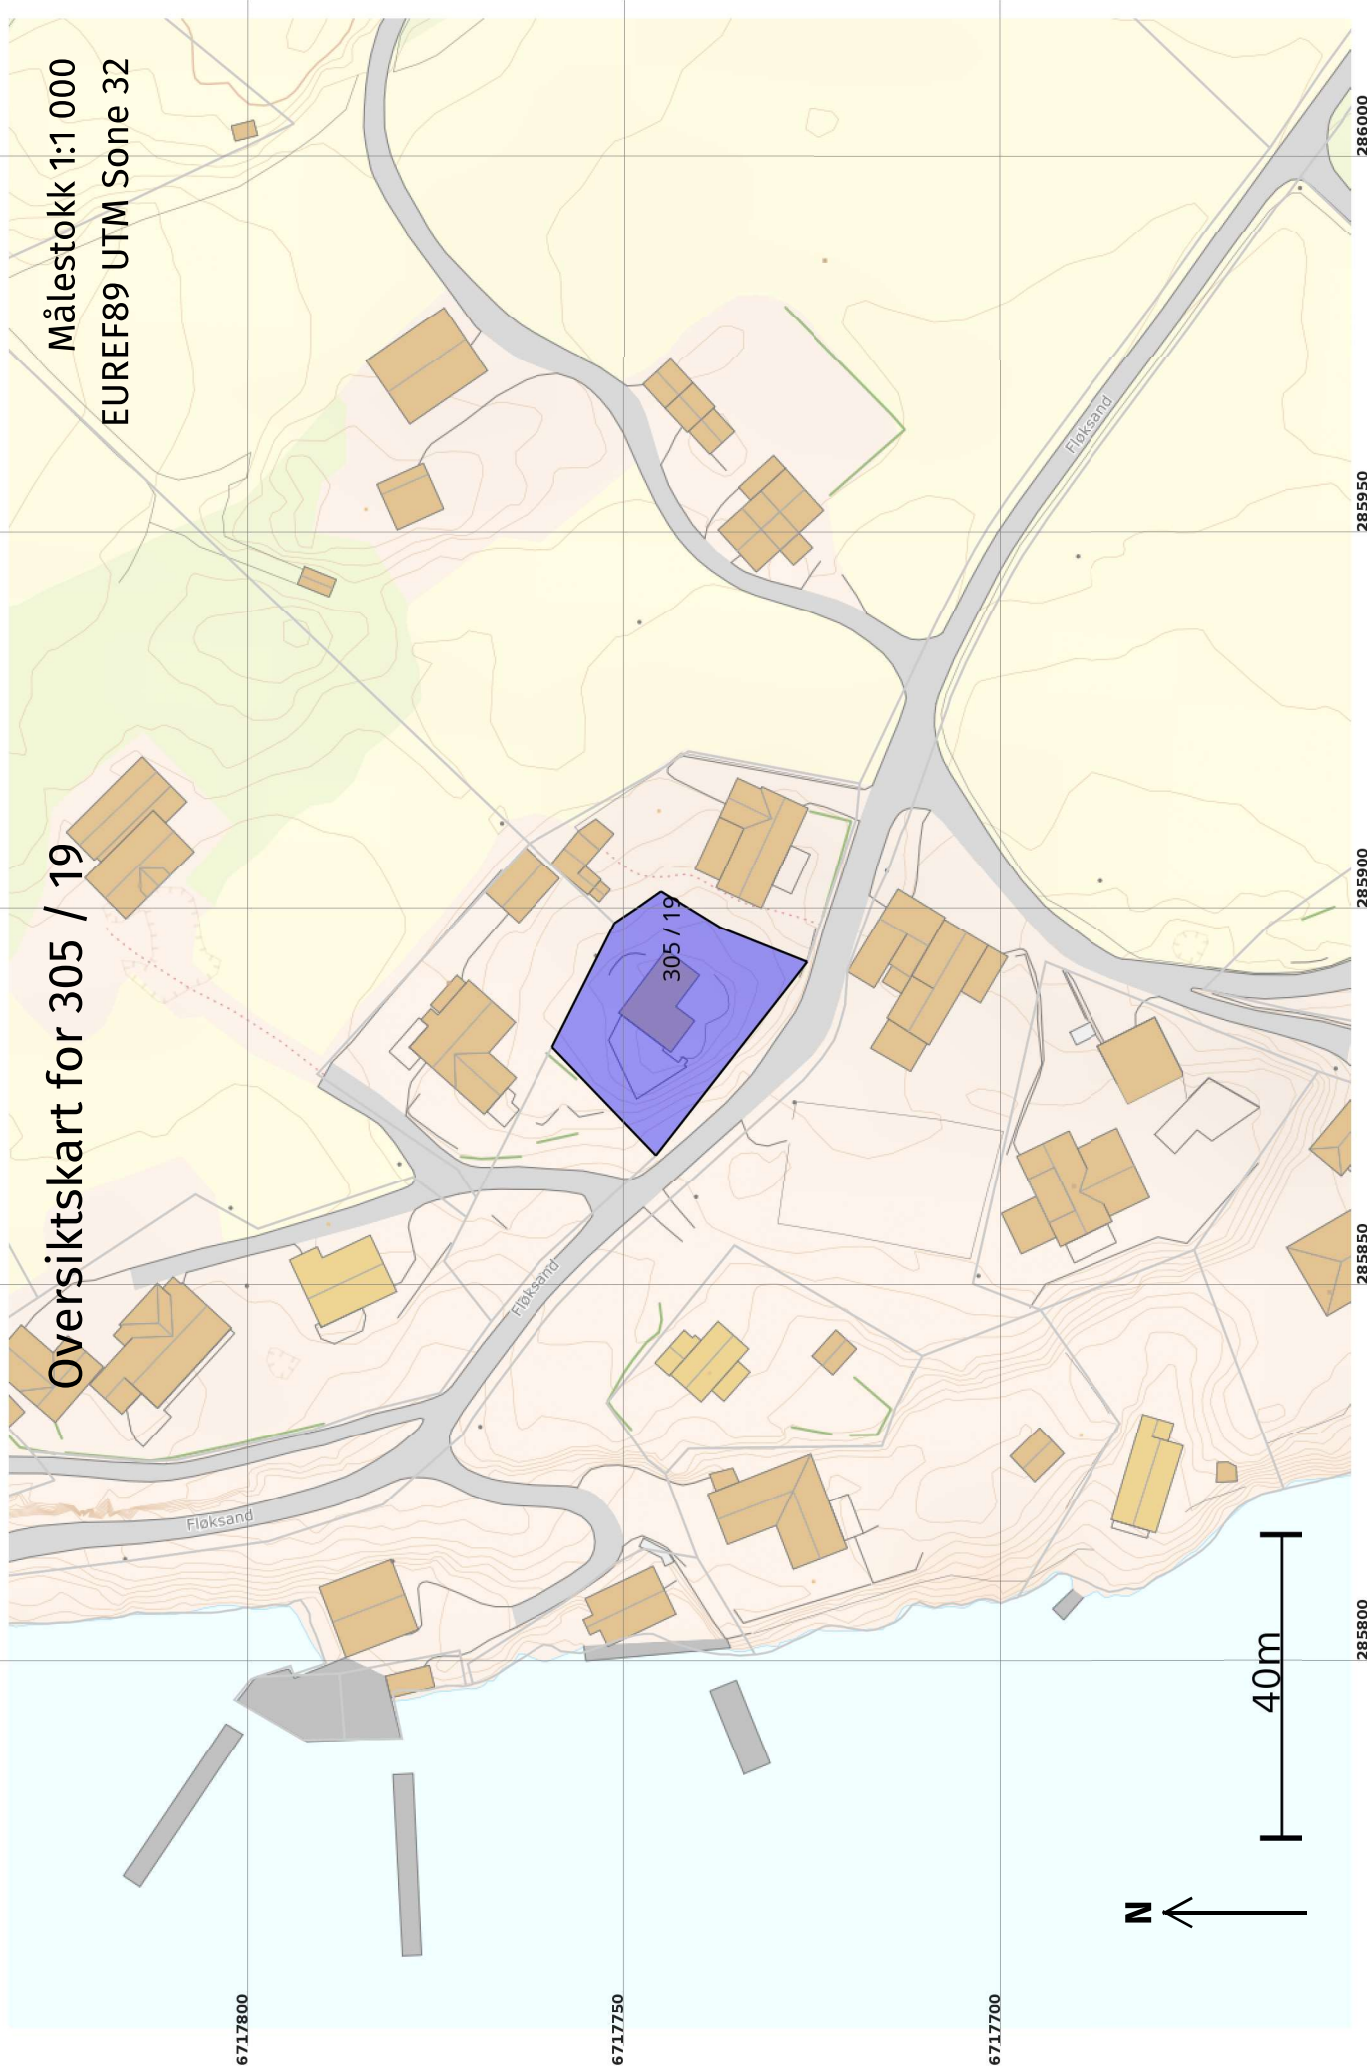 Oversiktskart for 305 / 19
Målestokk 1:1 000
EUREF89 UTM Sone 32
6717800
6717750
6717700
285800
285850
285900
285950
286000
Fløksand
Fløksand
Fløksand
305 / 19
N
40m